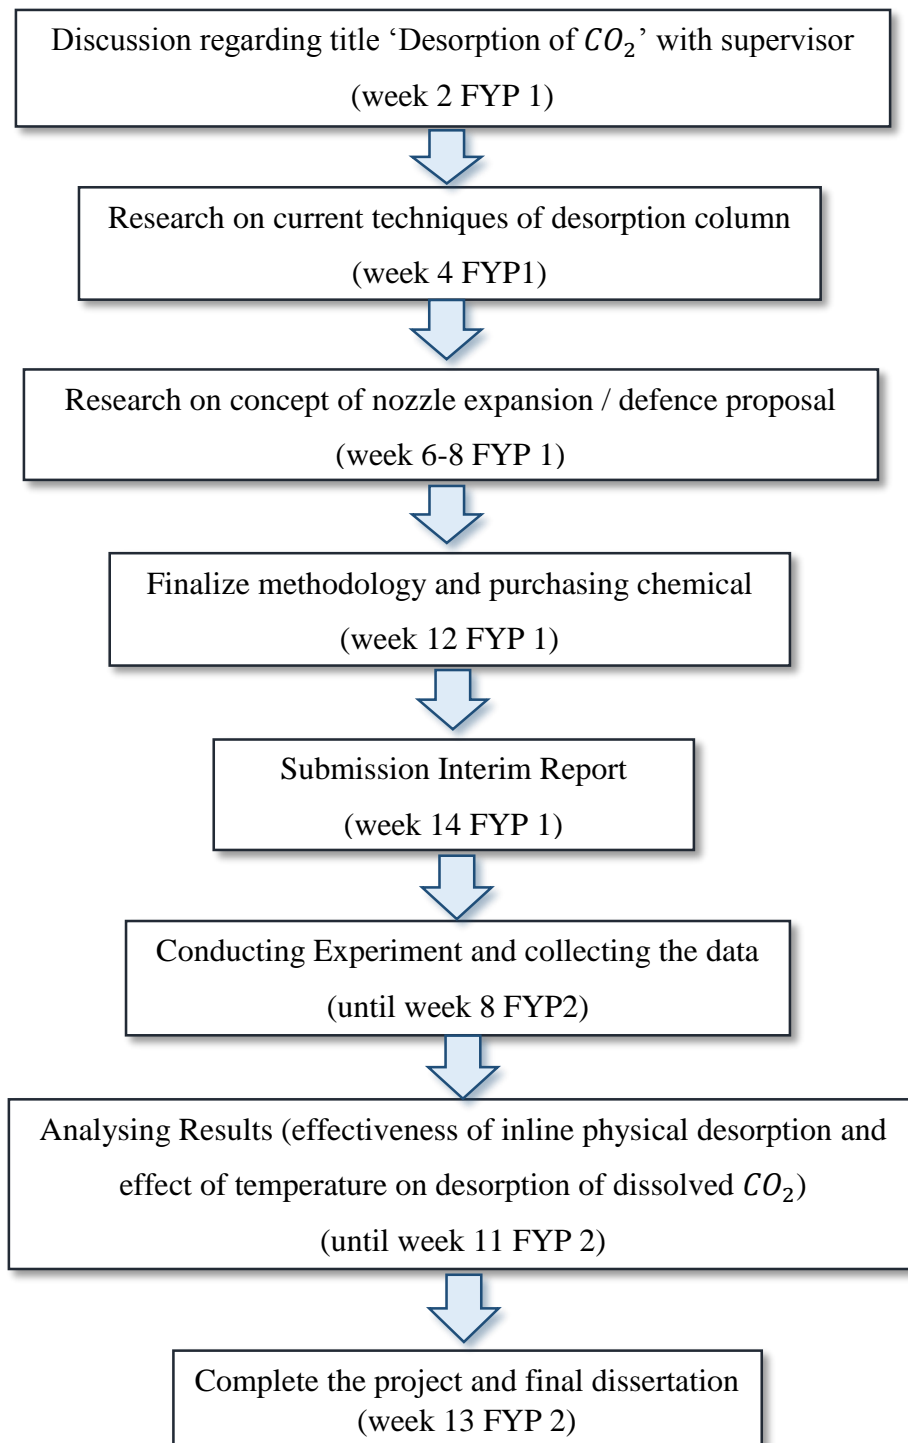 Discussion regarding title ‘Desorption of 𝐶𝑂₂’ with supervisor
(week 2 FYP 1)
Research on current techniques of desorption column
(week 4 FYP1)
Research on concept of nozzle expansion / defence proposal
(week 6-8 FYP 1)
Finalize methodology and purchasing chemical
(week 12 FYP 1)
Submission Interim Report
(week 14 FYP 1)
Conducting Experiment and collecting the data
(until week 8 FYP2)
Analysing Results (effectiveness of inline physical desorption and
effect of temperature on desorption of dissolved 𝐶𝑂₂)
(until week 11 FYP 2)
Complete the project and final dissertation
(week 13 FYP 2)